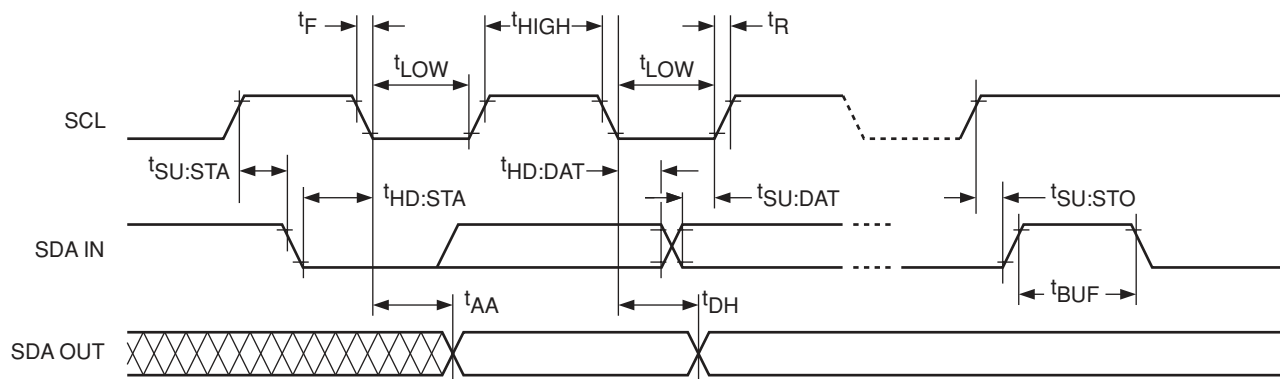 tF
tHIGH
tR
tLOW
tLOW
SCL
tSU:STA
tHD:STA
tHD:DAT
tSU:DAT
tSU:STO
SDA IN
tBUF
tAA
tDH
SDA OUT